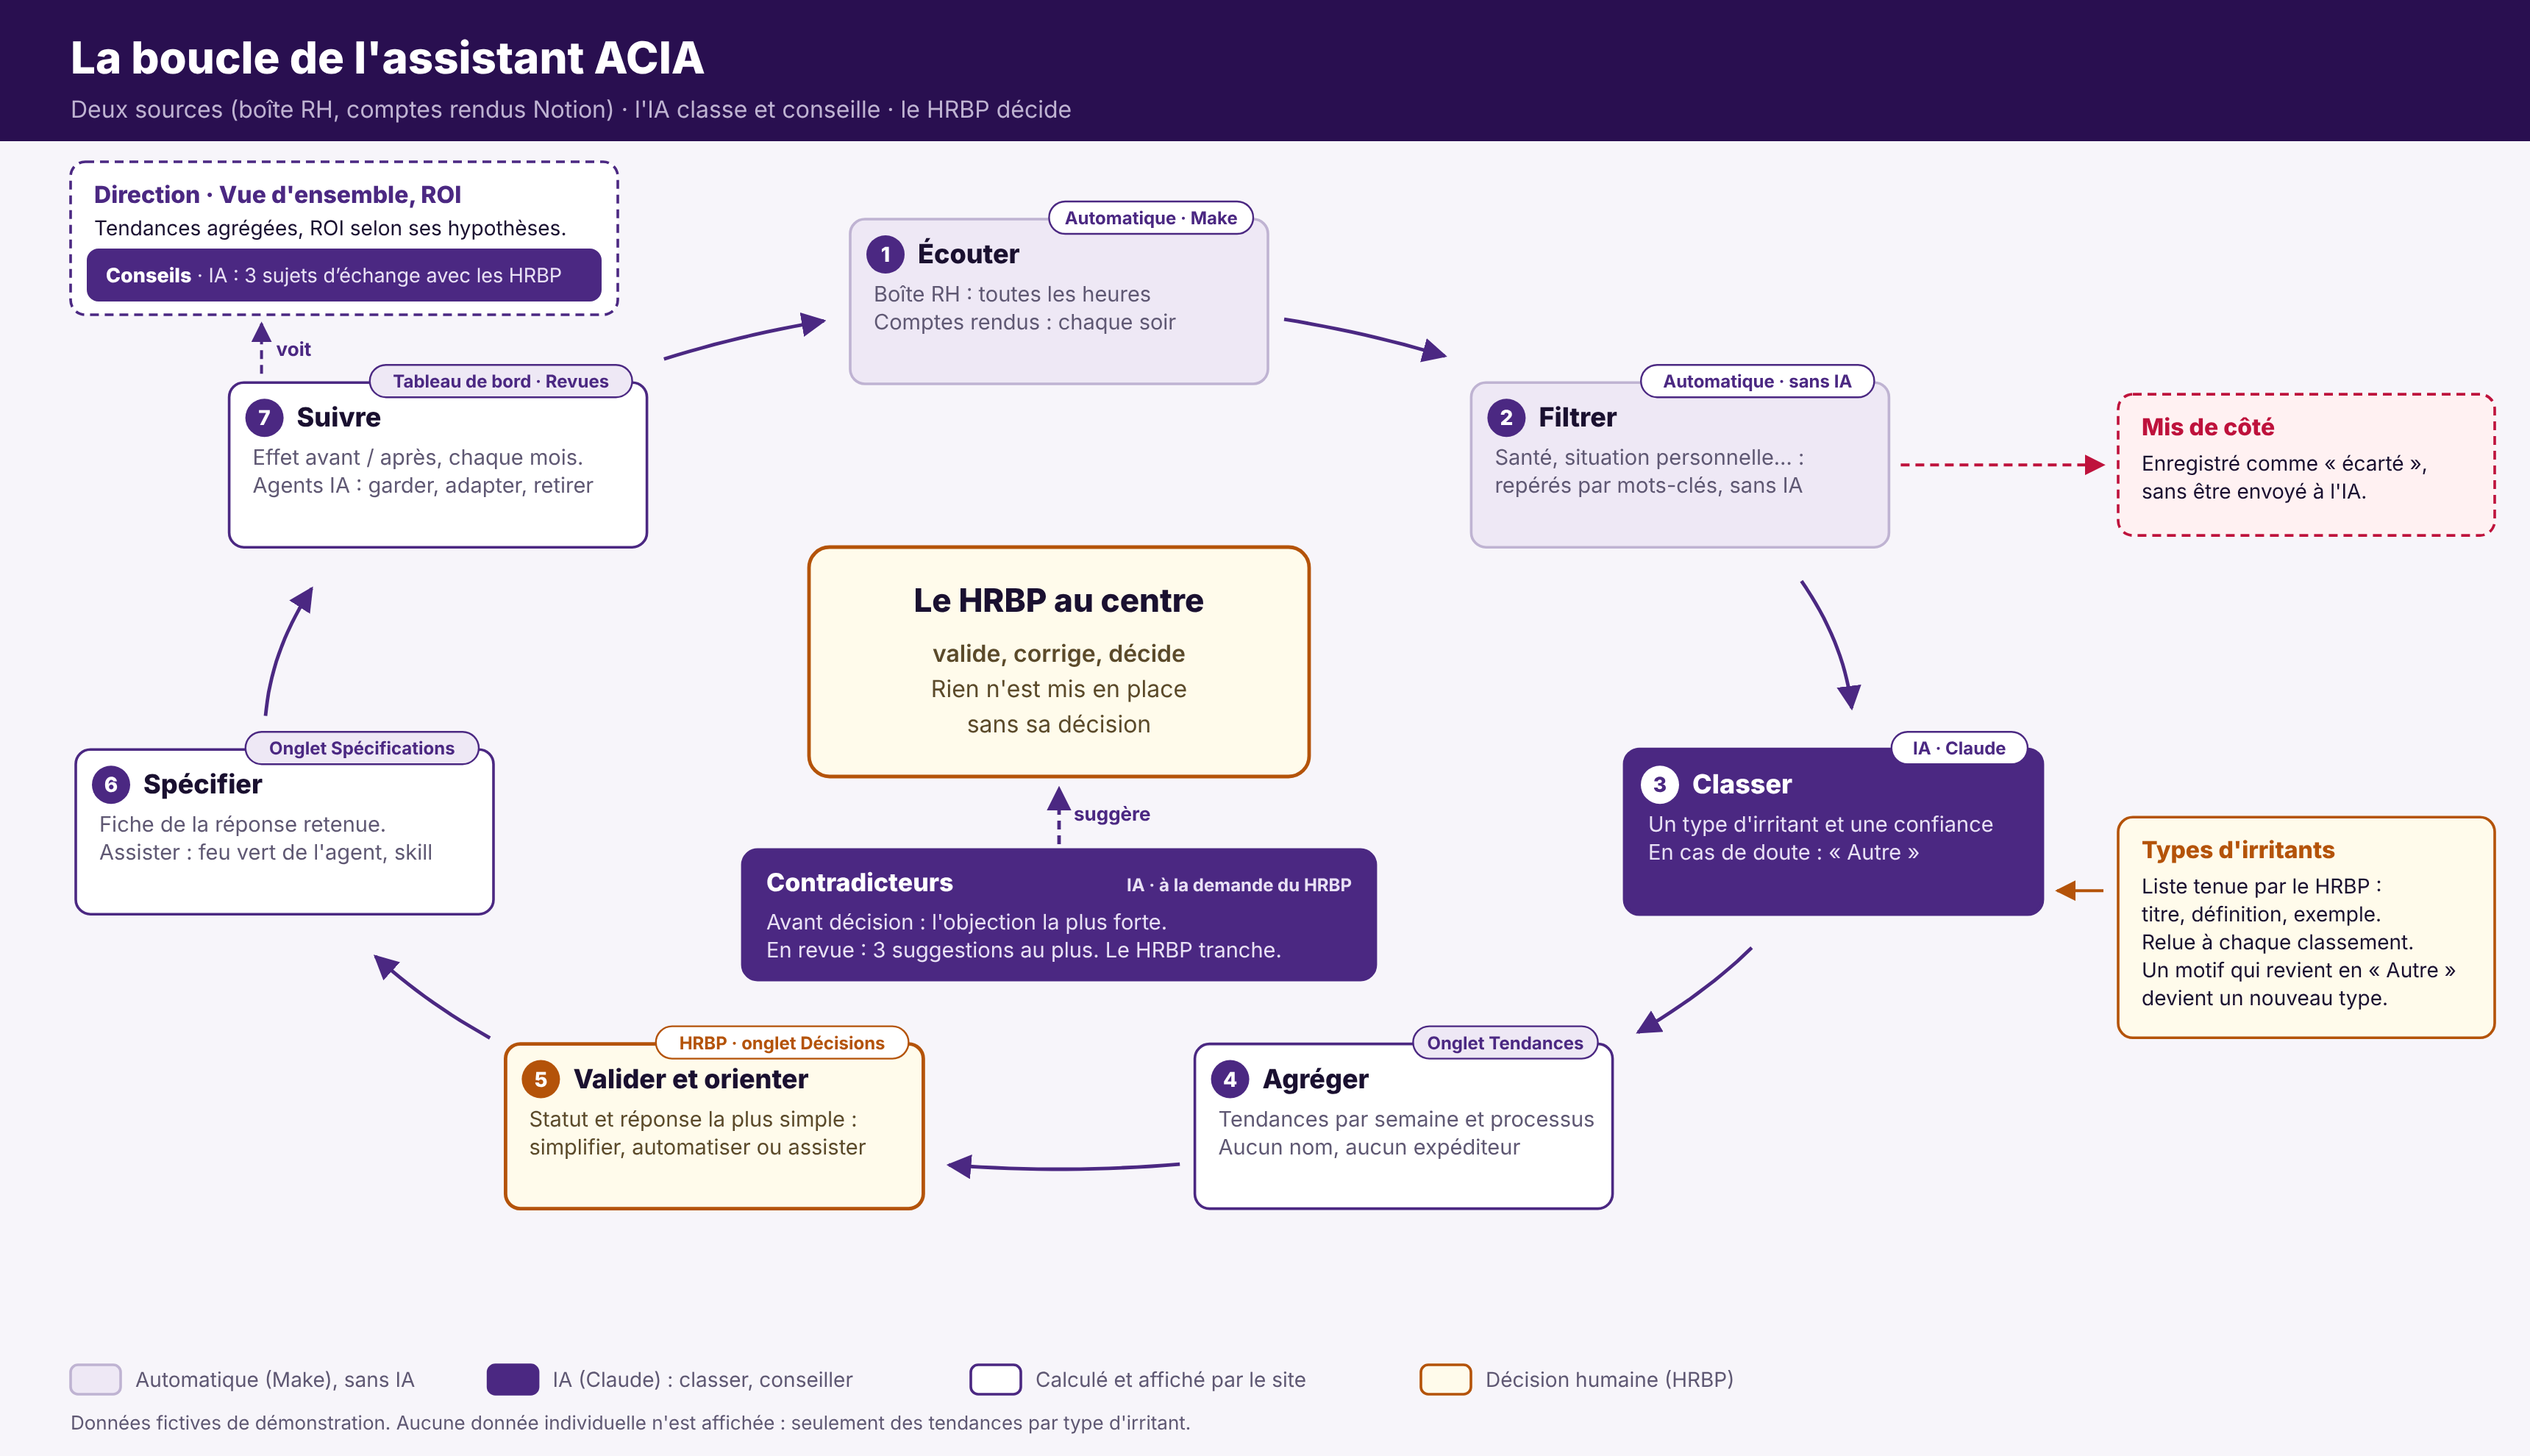 La boucle de l'assistant ACIA
Deux sources (boîte RH, comptes rendus Notion) · l'IA classe et conseille · le HRBP décide
Direction · Vue d'ensemble, ROI
Tendances agrégées, ROI selon ses hypothèses.
Conseils · IA : 3 sujets d’échange avec les HRBP
voit
Automatique · Make
1 Écouter
Boîte RH : toutes les heures
Comptes rendus : chaque soir
Automatique · sans IA
2 Filtrer
Santé, situation personnelle… :
repérés par mots-clés, sans IA
Mis de côté
Enregistré comme « écarté »,
sans être envoyé à l'IA.
Tableau de bord · Revues
7 Suivre
Effet avant / après, chaque mois.
Agents IA : garder, adapter, retirer
Le HRBP au centre
valide, corrige, décide
Rien n'est mis en place
sans sa décision
suggère
Contradicteurs
IA · à la demande du HRBP
Avant décision : l'objection la plus forte.
En revue : 3 suggestions au plus. Le HRBP tranche.
IA · Claude
3 Classer
Un type d'irritant et une confiance
En cas de doute : « Autre »
Types d'irritants
Liste tenue par le HRBP :
titre, définition, exemple.
Relue à chaque classement.
Un motif qui revient en « Autre »
devient un nouveau type.
Onglet Spécifications
6 Spécifier
Fiche de la réponse retenue.
Assister : feu vert de l'agent, skill
HRBP · onglet Décisions
5 Valider et orienter
Statut et réponse la plus simple :
simplifier, automatiser ou assister
Onglet Tendances
4 Agréger
Tendances par semaine et processus
Aucun nom, aucun expéditeur
Automatique (Make), sans IA
IA (Claude) : classer, conseiller
Calculé et affiché par le site
Décision humaine (HRBP)
Données fictives de démonstration. Aucune donnée individuelle n'est affichée : seulement des tendances par type d'irritant.